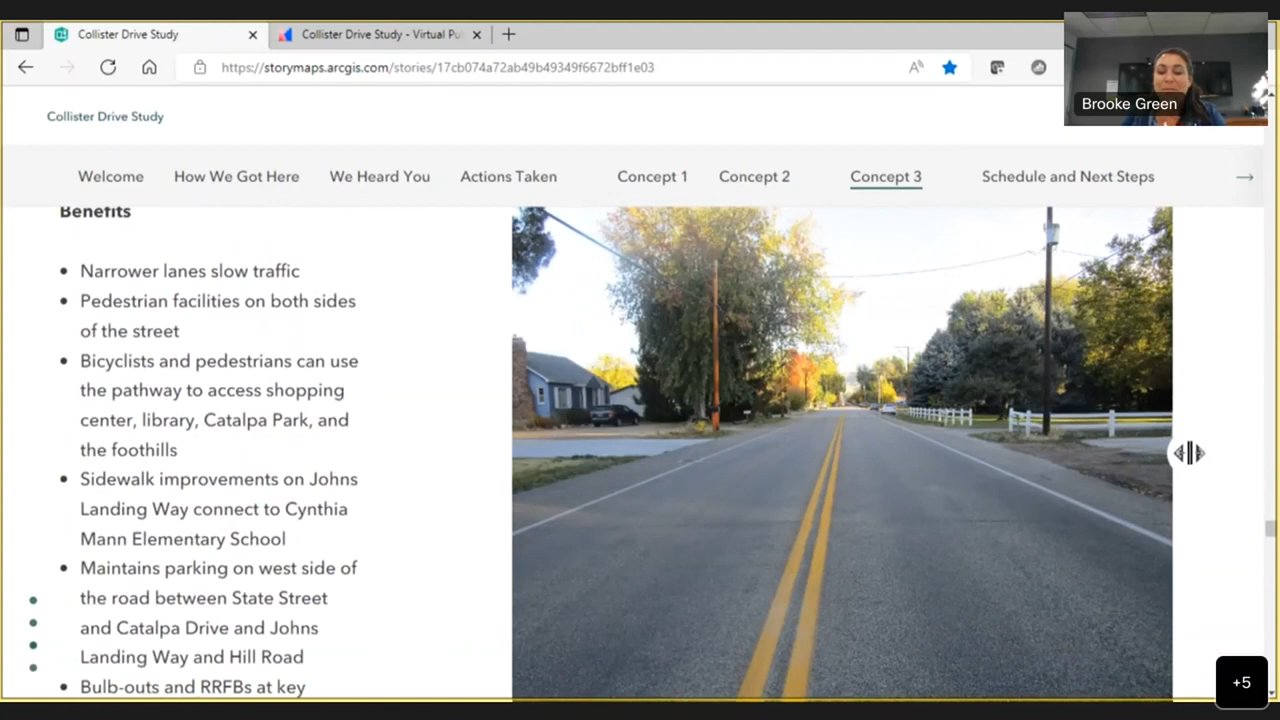 Collister Drive Study
Collister Drive Study - Virtual Pu
https://storymaps.arcgis.com/stories/17cb074a72ab49b49349f6672bff1e03
Brooke Green
Collister Drive Study
Welcome How We Got Here We Heard You Actions Taken Concept 1 Concept 2 Concept 3 Schedule and Next Steps
Benefits
• Narrower lanes slow traffic
• Pedestrian facilities on both sides
of the street
• Bicyclists and pedestrians can use
the pathway to access shopping
center, library, Catalpa Park, and
the foothills
• Sidewalk improvements on Johns
Landing Way connect to Cynthia
Mann Elementary School
• Maintains parking on west side of
the road between State Street
and Catalpa Drive and Johns
Landing Way and Hill Road
• Bulb-outs and RRFBs at key
+5